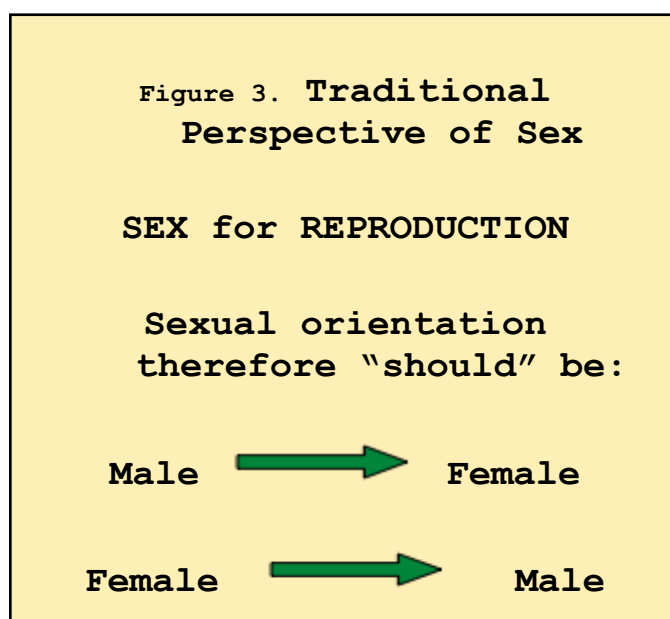 Figure 3. Traditional
Perspective of Sex
SEX for REPRODUCTION
Sexual orientation
therefore “should” be:
Male Female
Female Male